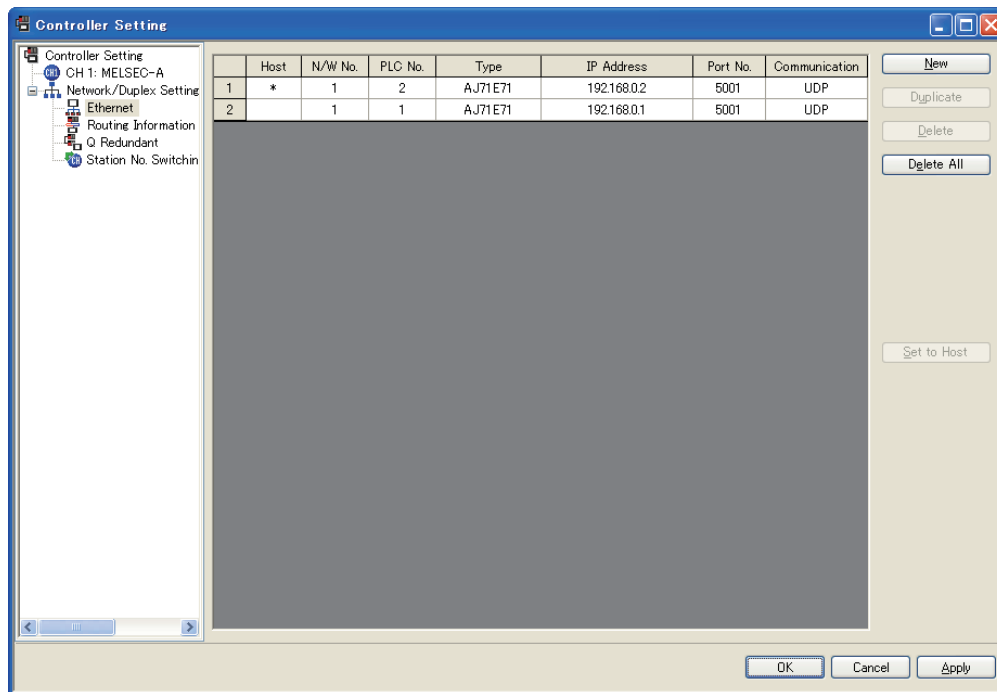 Controller Setting
Controller Setting
CH1 CH 1: MELSEC-A
Network/Duplex Setting
Ethernet
Routing Information
Q Redundant
CH Station No. Switchin
Host N/W No. PLC No. Type IP Address Port No. Communication
1 * 1 2 AJ71E71 192.168.0.2 5001 UDP
2 1 1 AJ71E71 192.168.0.1 5001 UDP
New
Duplicate
Delete
Delete All
Set to Host
OK Cancel Apply